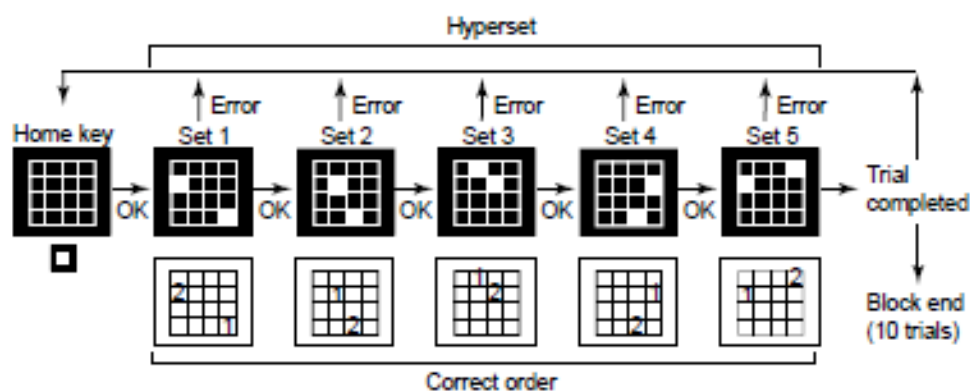 Hyperset
Error Error Error Error Error
Home key Set 1 Set 2 Set 3 Set 4 Set 5
OK OK OK OK OK
Trial
completed
2 1
1 2
1 2
1 2
1 2
Block end
(10 trials)
Correct order